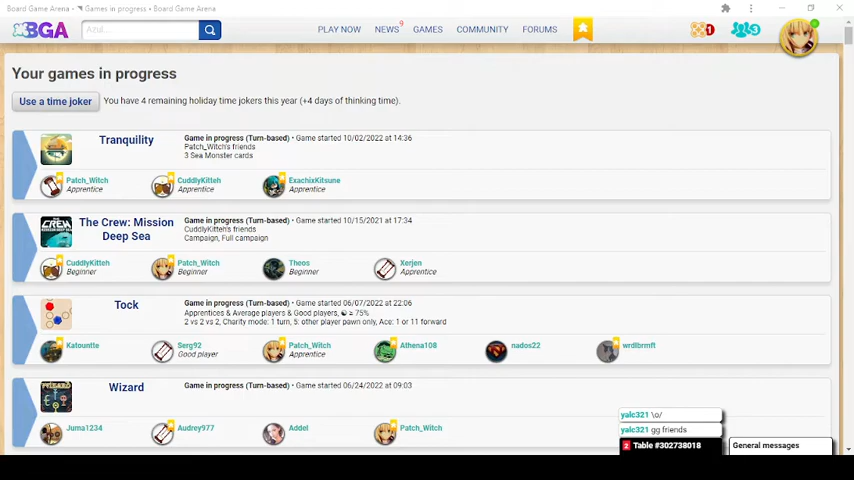 Board Game Arena • ◥ Games in progress • Board Game Arena
BGA
Azul...
PLAY NOW
NEWS 9
GAMES
COMMUNITY
FORUMS
1
3
Your games in progress
Use a time joker
You have 4 remaining holiday time jokers this year (+4 days of thinking time).
Tranquility
Game in progress (Turn-based) • Game started 10/02/2022 at 14:36
Patch_Witch's friends
3 Sea Monster cards
Patch_Witch
Apprentice
CuddlyKitteh
Apprentice
ExachixKitsune
Apprentice
The Crew: Mission
Deep Sea
Game in progress (Turn-based) • Game started 10/15/2021 at 17:34
CuddlyKitteh's friends
Campaign, Full campaign
CuddlyKitteh
Beginner
Patch_Witch
Beginner
Theos
Beginner
Xerjen
Apprentice
Tock
Game in progress (Turn-based) • Game started 06/07/2022 at 22:06
Apprentices & Average players & Good players, ☯ ≥ 75%
2 vs 2 vs 2, Charity mode: 1 turn, 5: other player pawn only, Ace: 1 or 11 forward
Katountte
Serg92
Good player
Patch_Witch
Apprentice
Athena108
nados22
wrdlbrmft
Wizard
Game in progress (Turn-based) • Game started 06/24/2022 at 09:03
Juma1234
Audrey977
Addel
Patch_Witch
yalc321 \o/
yalc321 gg friends
2 Table #302738018
General messages